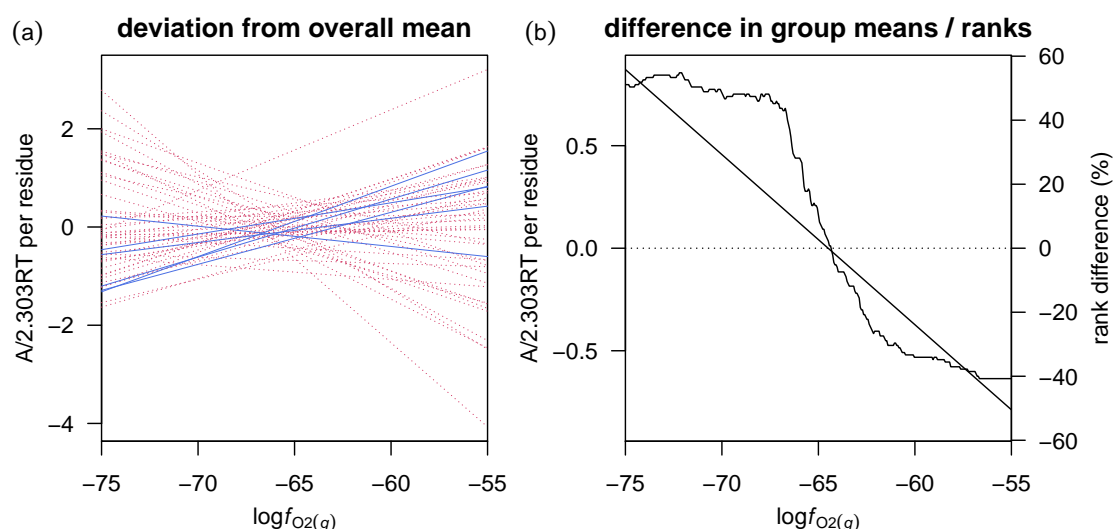 (a) deviation from overall mean
A/2.303RT per residue
2
0
−2
−4
−75 −70 −65 −60 −55
logfO2(g)
(b) difference in group means / ranks
A/2.303RT per residue
0.5
0.0
−0.5
60
40
20
0
−20
−40
−60
rank difference (%)
−75 −70 −65 −60 −55
logfO2(g)